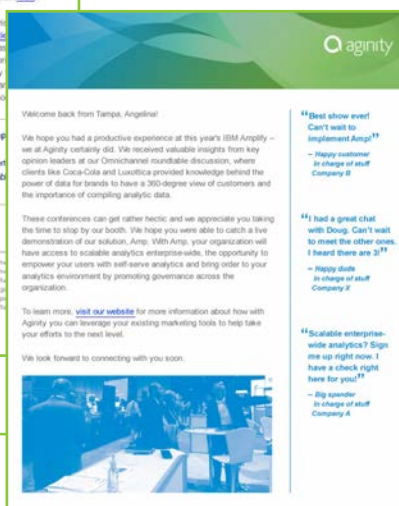 aginity
Welcome back from Tampa, Angelina!
We hope you had a productive experience at this year's IBM Amplify –
we at Aginity certainly did. We received valuable insights from key
opinion leaders at our Omnichannel roundtable discussion, where
clients like Coca-Cola and Luxottica provided knowledge behind the
power of data for brands to have a 360-degree view of customers and
the importance of compiling analytic data.
These conferences can get rather hectic and we appreciate you taking
the time to stop by our booth. We hope you were able to catch a live
demonstration of our solution, Amp. With Amp, your organization will
have access to scalable analytics enterprise-wide, the opportunity to
empower your users with self-serve analytics and bring order to your
analytics environment by promoting governance across the
organization.
To learn more, visit our website for more information about how with
Aginity you can leverage your existing marketing tools to help take
your efforts to the next level.
We look forward to connecting with you soon.
“Best show ever!
Can't wait to
implement Amp!”
– Happy customer
in charge of stuff
Company B
“I had a great chat
with Doug. Can't wait
to meet the other ones.
I heard there are 3!”
– Happy dude
in charge of stuff
Company X
“Scalable enterprise-
wide analytics? Sign
me up right now. I
have a check right
here for you!”
– Big spender
in charge of stuff
Company A